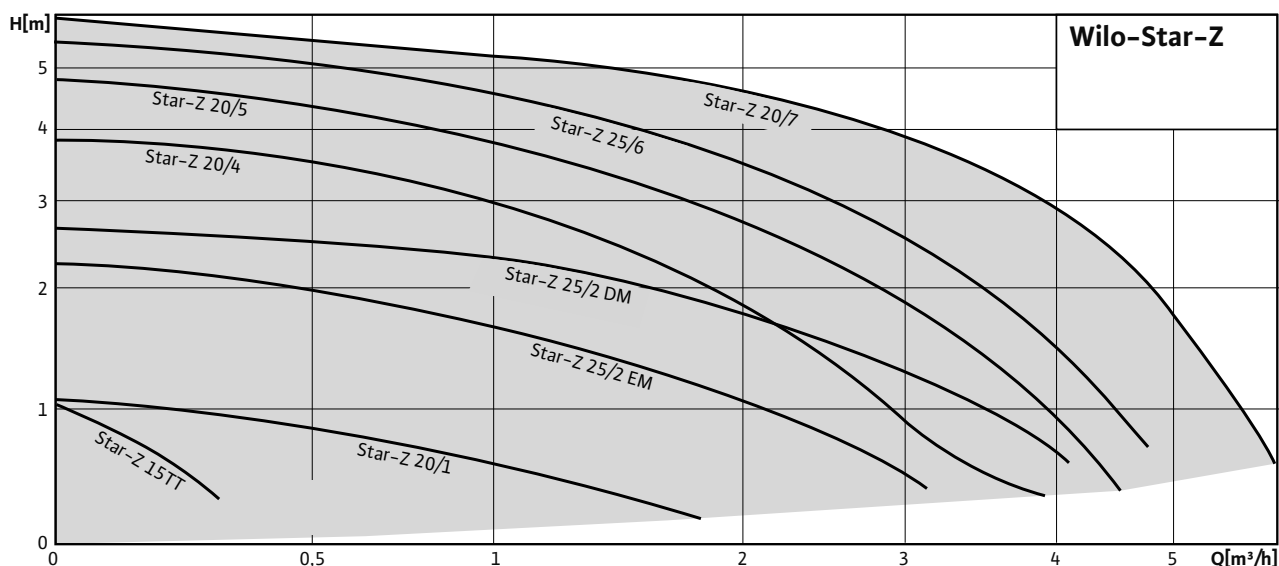 H[m]
Wilo-Star-Z
5
Star-Z 20/5
Star-Z 20/7
4
Star-Z 25/6
Star-Z 20/4
3
Star-Z 25/2 DM
2
Star-Z 25/2 EM
1
Star-Z 15TT
Star-Z 20/1
0
0
0,5
1
2
3
4
5
Q[m³/h]